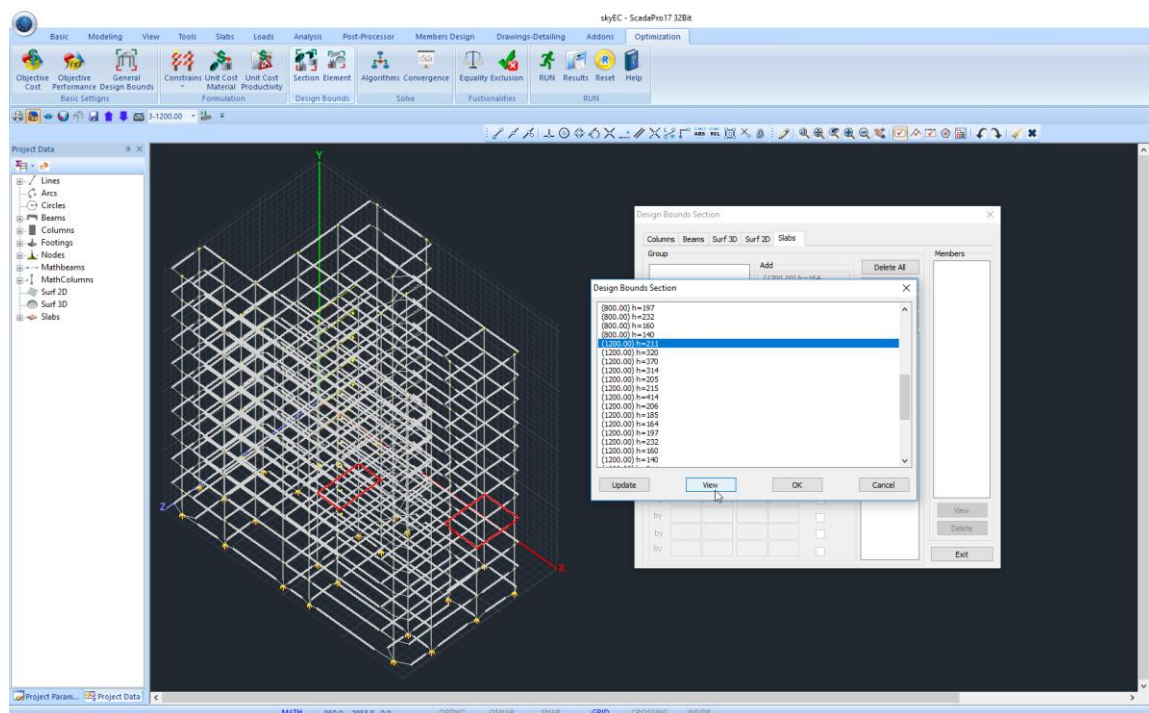 skyEC - ScadaPro17 32Bit
Basic Modeling View Tools Slabs Loads Analysis Post-Processor Members Design Drawings-Detailing Addons Optimization
Objective Cost Objective Performance General Design Bounds Constrains Unit Cost Material Unit Cost Productivity Section Element Algorithms Convergence Equality Exclusion RUN Results Reset Help
Basic Settigns Formulation Design Bounds Solve Fuctionalities RUN
3-1200.00
Project Data
Lines
Arcs
Circles
Beams
Columns
Footings
Nodes
Mathbeams
MathColumns
Surf 2D
Surf 3D
Slabs
Y
Z
X
Design Bounds Section
Columns Beams Surf 3D Surf 2D Slabs
Group
Members
Add
Delete All
Design Bounds Section
(800.00) h=197
(800.00) h=232
(800.00) h=160
(800.00) h=140
(1200.00) h=211
(1200.00) h=320
(1200.00) h=370
(1200.00) h=314
(1200.00) h=205
(1200.00) h=215
(1200.00) h=414
(1200.00) h=206
(1200.00) h=185
(1200.00) h=164
(1200.00) h=197
(1200.00) h=232
(1200.00) h=160
(1200.00) h=140
Update View OK Cancel
by
by
by
View
Delete
Exit
Project Param... Project Data
MATH ORTHO OSNAP SNAP GRID CROSSING INSIDE